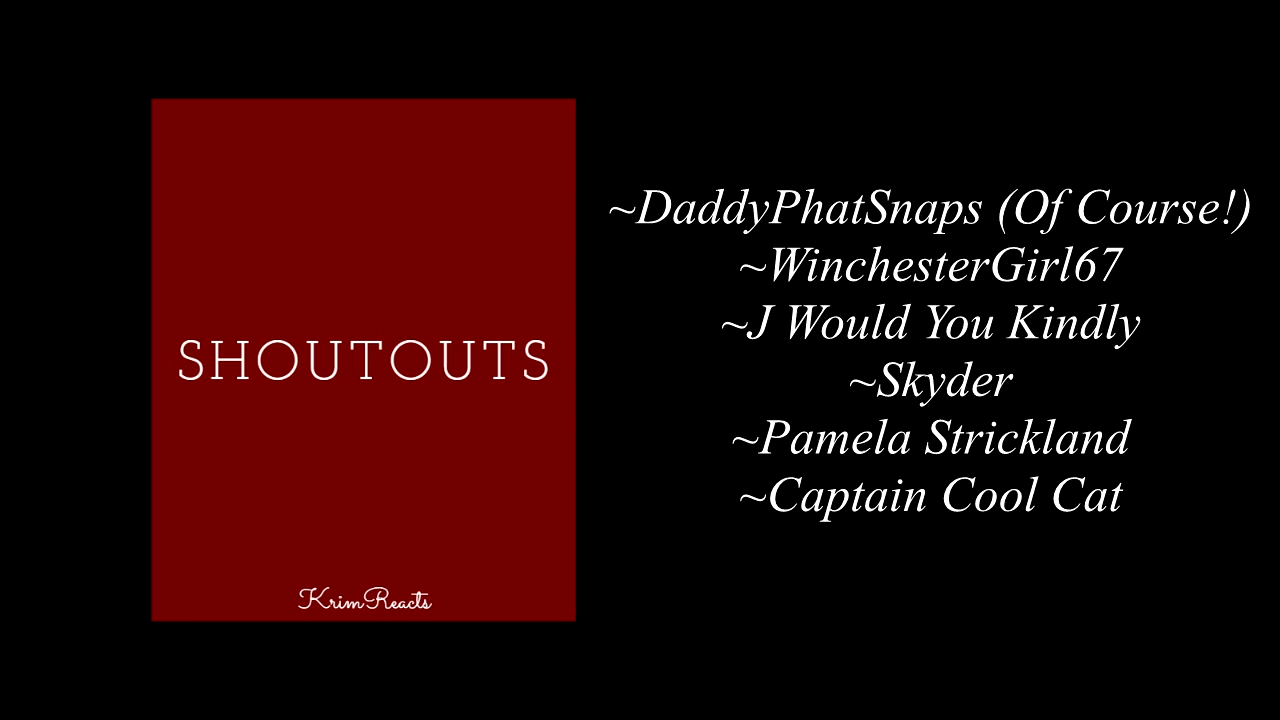 SHOUTOUTS
KrimReacts
~DaddyPhatSnaps (Of Course!)
~WinchesterGirl67
~J Would You Kindly
~Skyder
~Pamela Strickland
~Captain Cool Cat